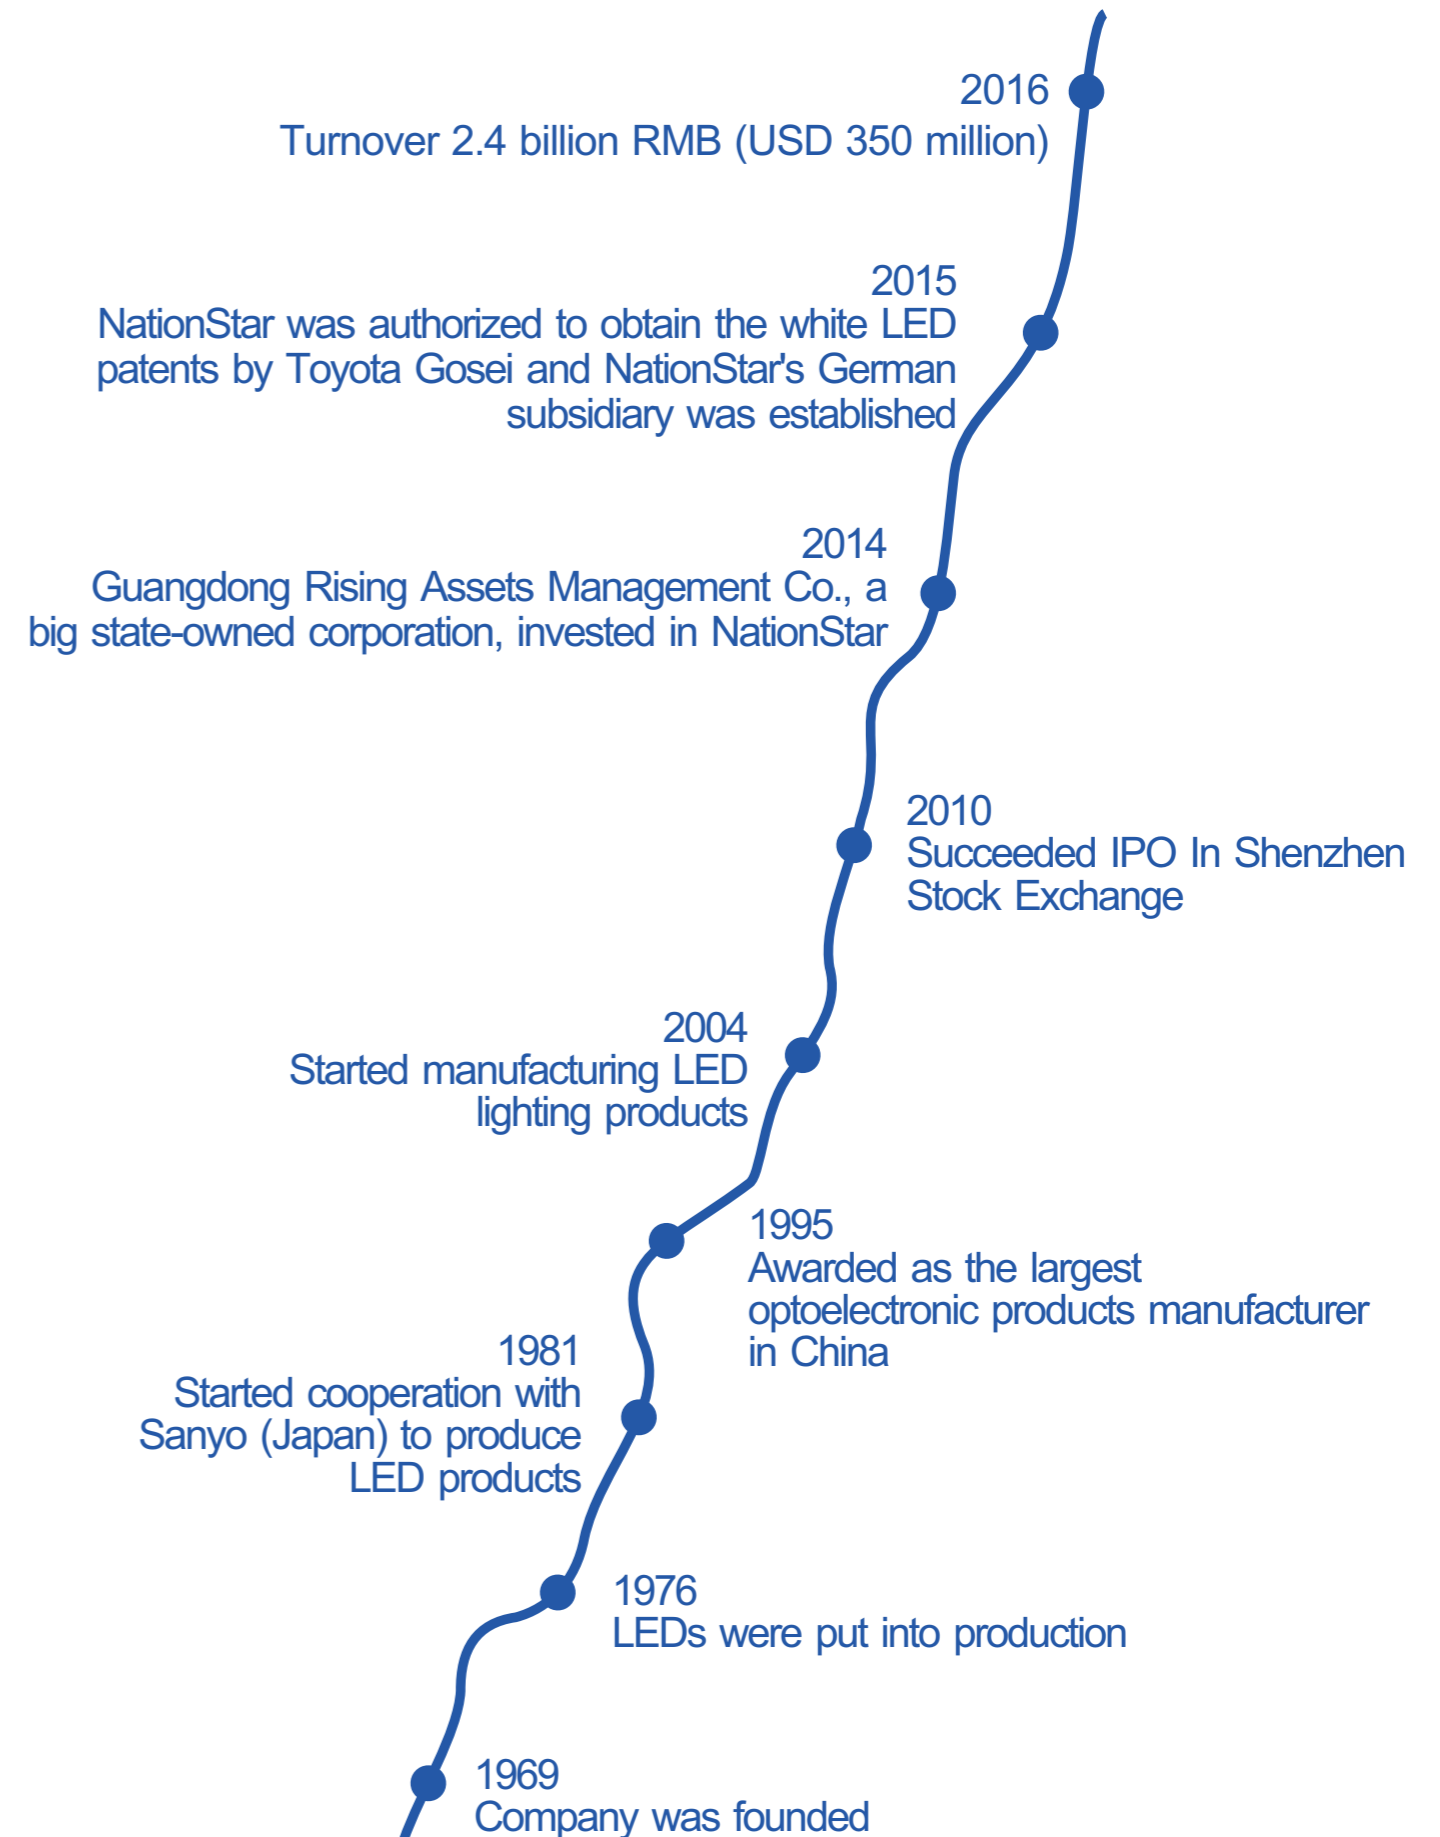 2016
Turnover 2.4 billion RMB (USD 350 million)
2015
NationStar was authorized to obtain the white LED
patents by Toyota Gosei and NationStar's German
subsidiary was established
2014
Guangdong Rising Assets Management Co., a
big state-owned corporation, invested in NationStar
2010
Succeeded IPO In Shenzhen
Stock Exchange
2004
Started manufacturing LED
lighting products
1995
Awarded as the largest
optoelectronic products manufacturer
in China
1981
Started cooperation with
Sanyo (Japan) to produce
LED products
1976
LEDs were put into production
1969
Company was founded